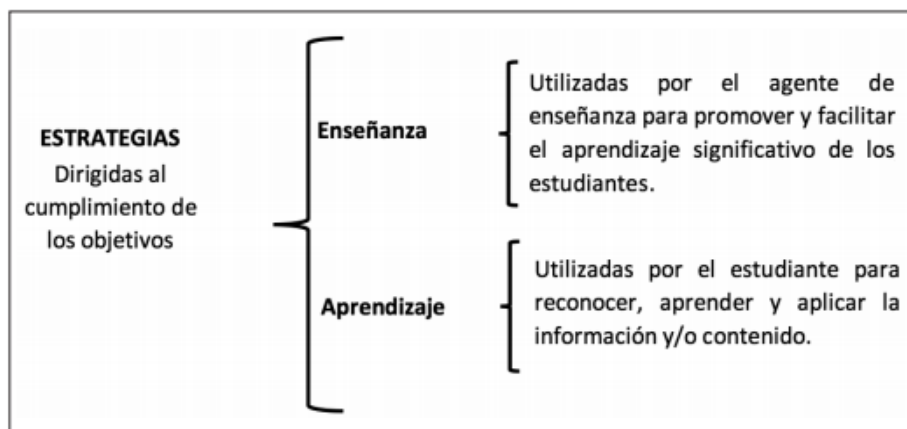 ESTRATEGIAS
Dirigidas al
cumplimiento de
los objetivos
Enseñanza
Utilizadas por el agente de
enseñanza para promover y facilitar
el aprendizaje significativo de los
estudiantes.
Aprendizaje
Utilizadas por el estudiante para
reconocer, aprender y aplicar la
información y/o contenido.